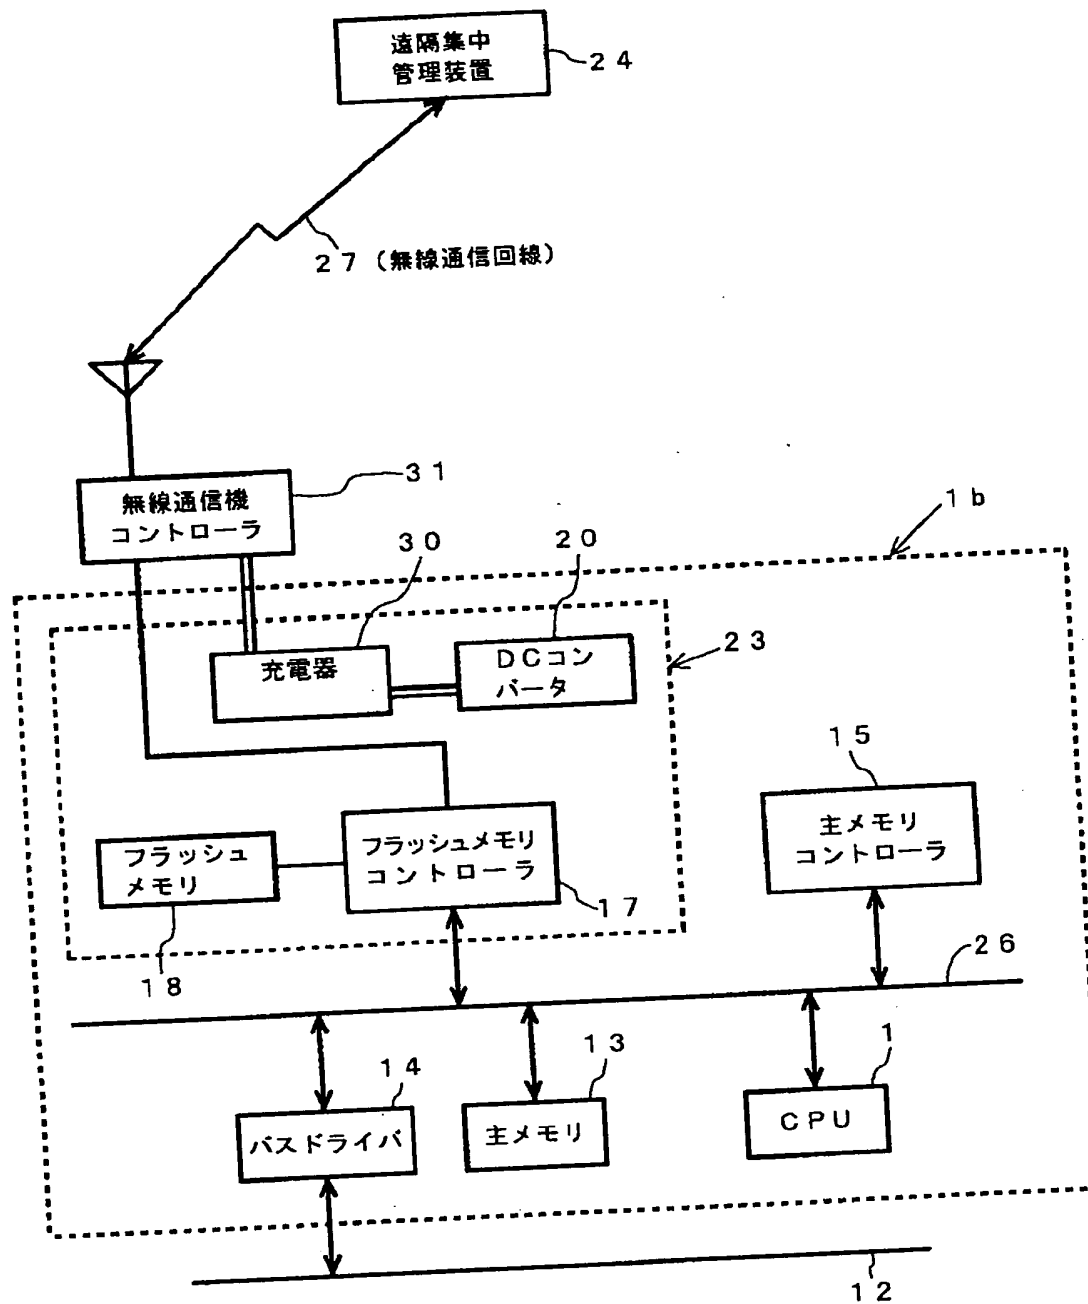 遠隔集中
管理装置
24
27（無線通信回線）
31
無線通信機
コントローラ
1b
30
20
充電器
DCコン
バータ
23
15
主メモリ
コントローラ
フラッシュ
メモリ
フラッシュメモリ
コントローラ
17
18
26
14
13
1
バスドライバ
主メモリ
CPU
12